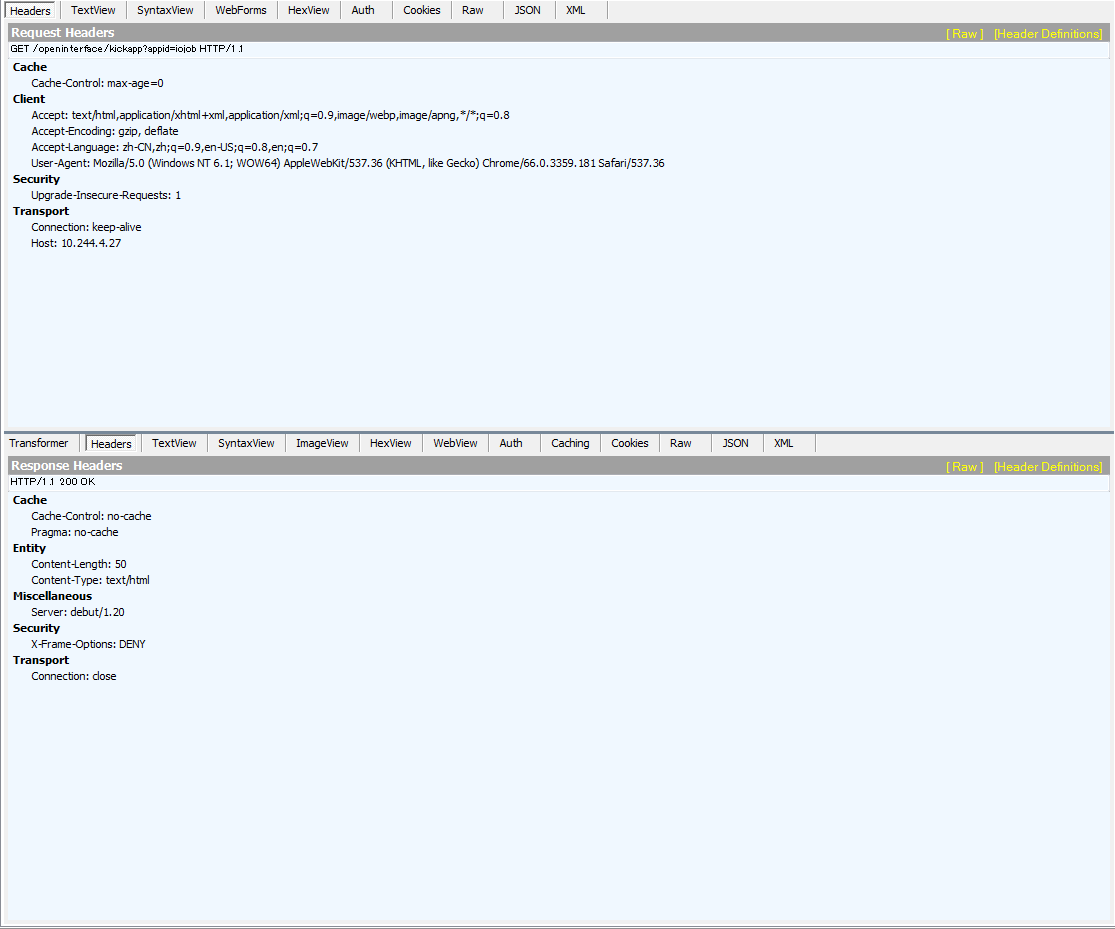 Headers TextView SyntaxView WebForms HexView Auth Cookies Raw JSON XML
Request Headers [ Raw ] [Header Definitions]
GET /openinterface/kickapp?appid=iojob HTTP/1.1
Cache
Cache-Control: max-age=0
Client
Accept: text/html,application/xhtml+xml,application/xml;q=0.9,image/webp,image/apng,*/*;q=0.8
Accept-Encoding: gzip, deflate
Accept-Language: zh-CN,zh;q=0.9,en-US;q=0.8,en;q=0.7
User-Agent: Mozilla/5.0 (Windows NT 6.1; WOW64) AppleWebKit/537.36 (KHTML, like Gecko) Chrome/66.0.3359.181 Safari/537.36
Security
Upgrade-Insecure-Requests: 1
Transport
Connection: keep-alive
Host: 10.244.4.27
Transformer Headers TextView SyntaxView ImageView HexView WebView Auth Caching Cookies Raw JSON XML
Response Headers [ Raw ] [Header Definitions]
HTTP/1.1 200 OK
Cache
Cache-Control: no-cache
Pragma: no-cache
Entity
Content-Length: 50
Content-Type: text/html
Miscellaneous
Server: debut/1.20
Security
X-Frame-Options: DENY
Transport
Connection: close